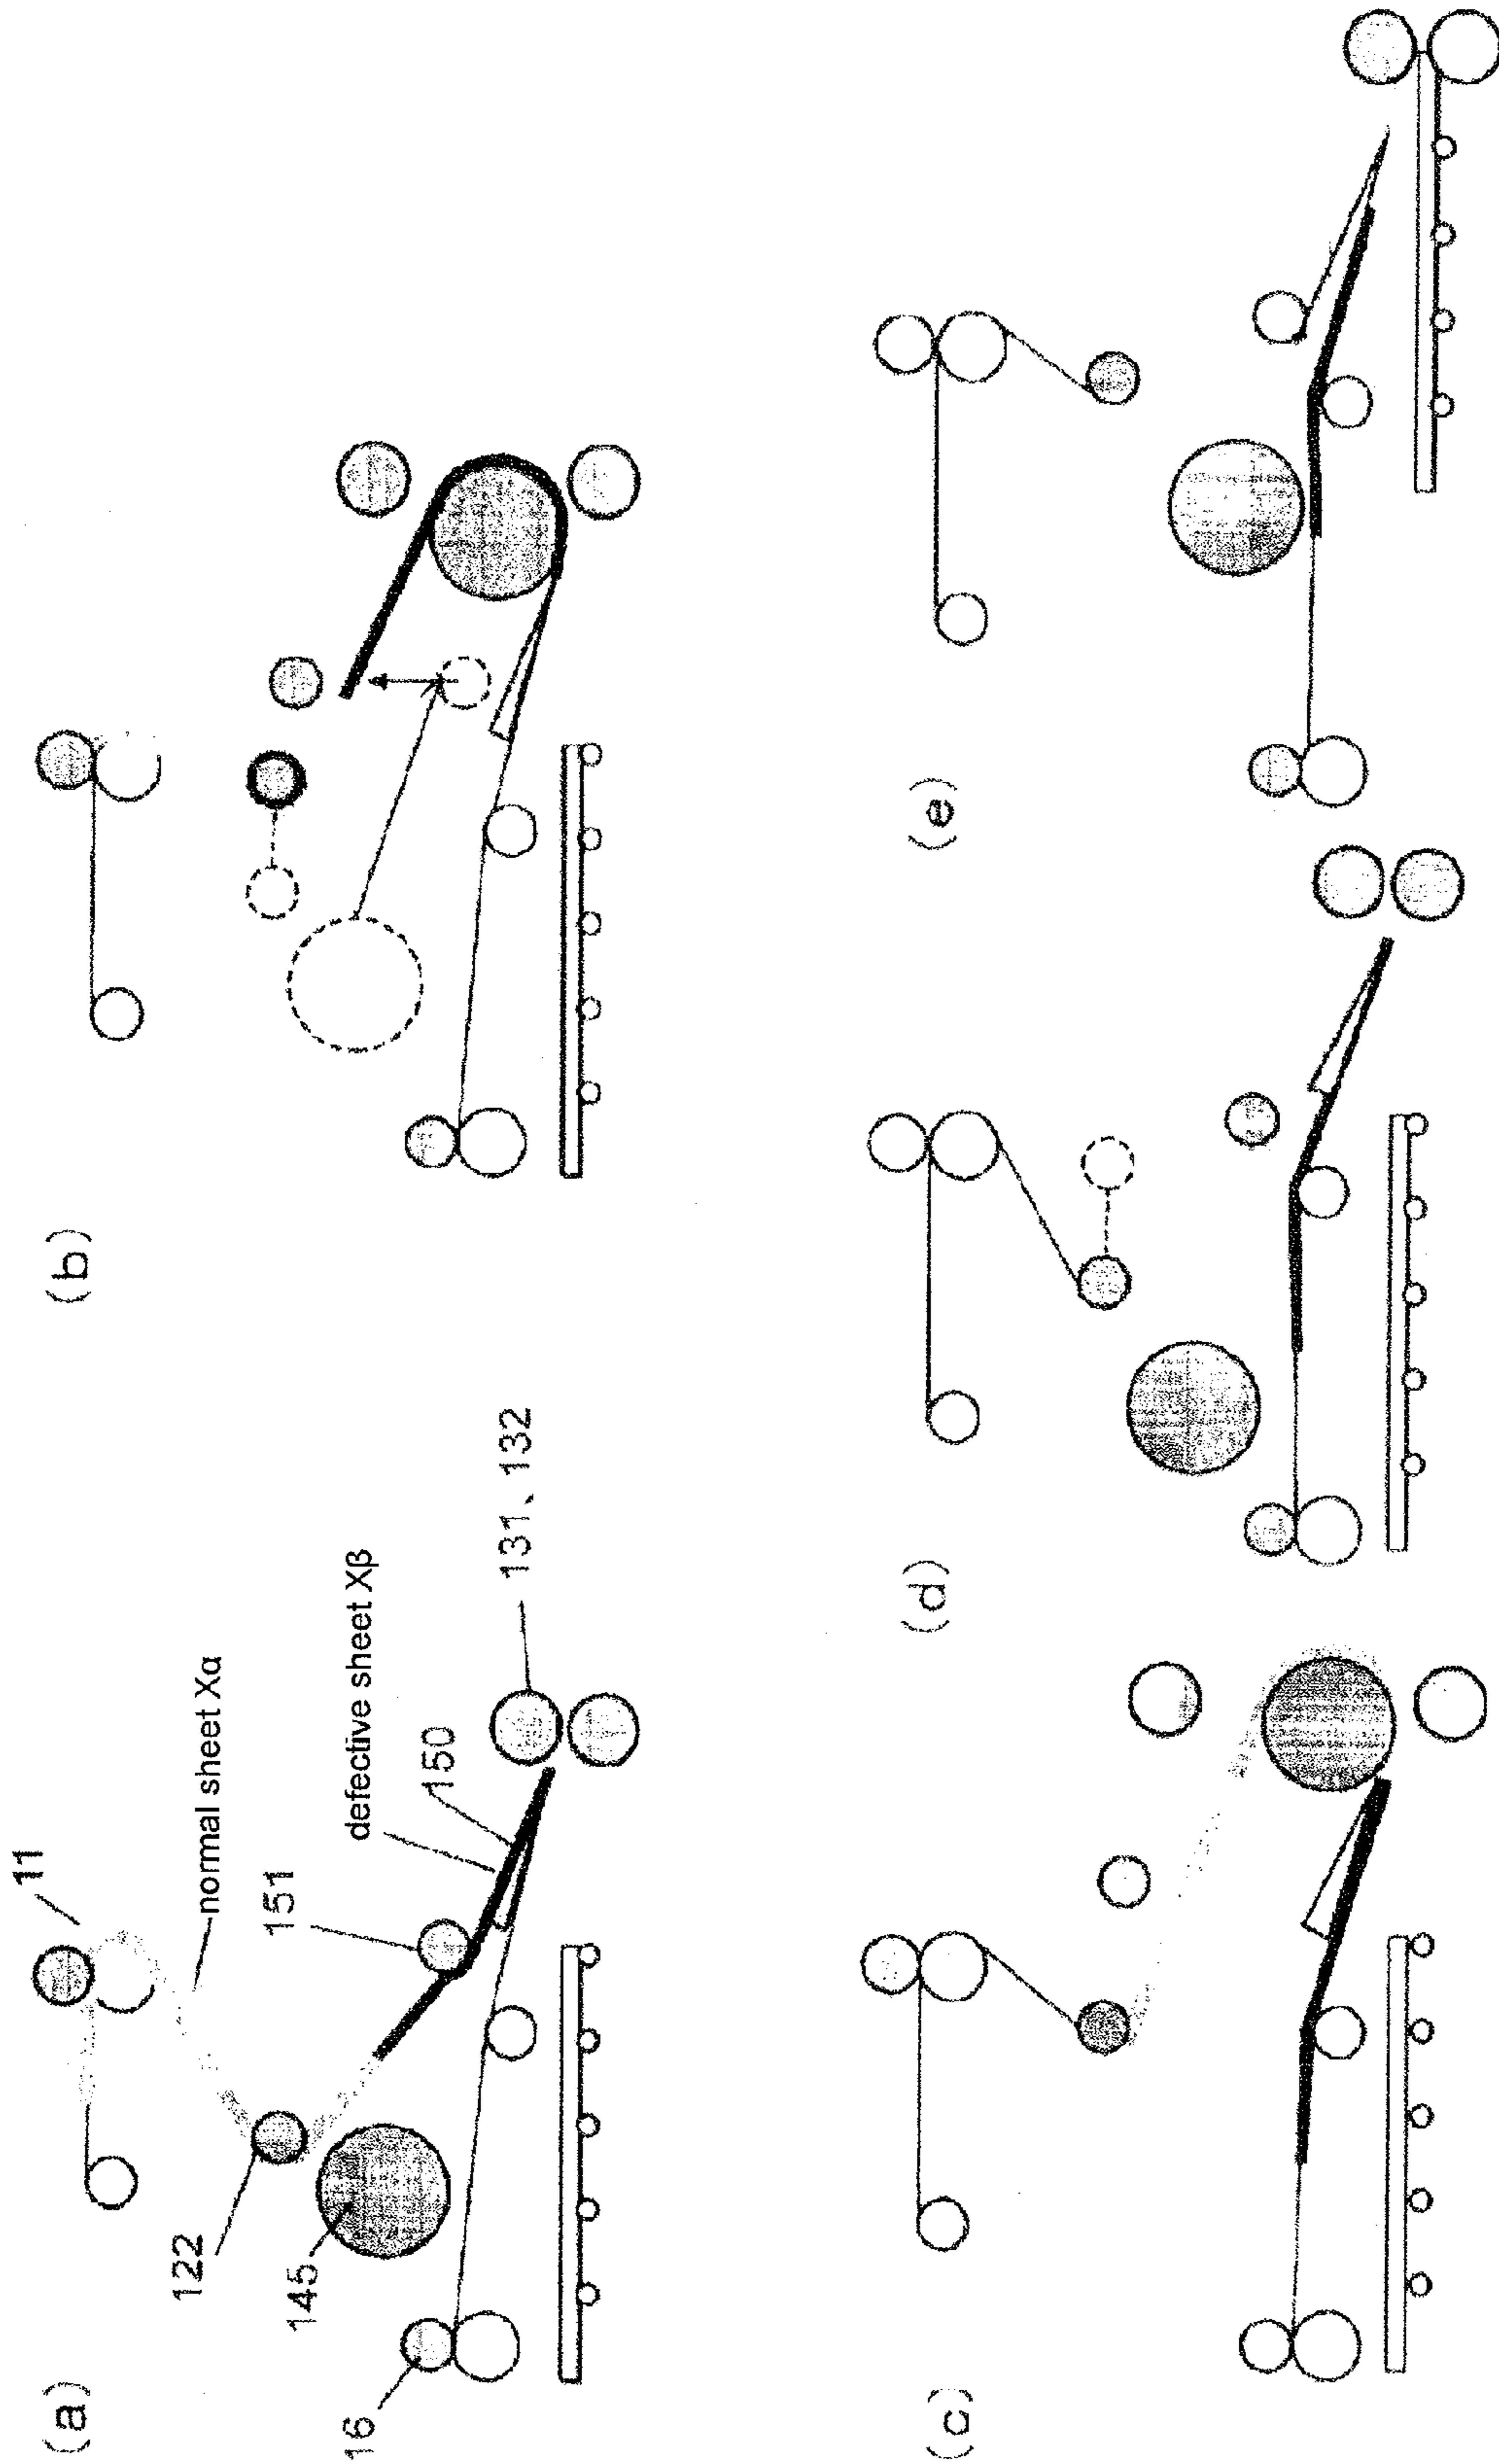 (a)
11
normal sheet Xα
122
151
145
defective sheet Xβ
150
16
131、132
(b)
(c)
(d)
(e)